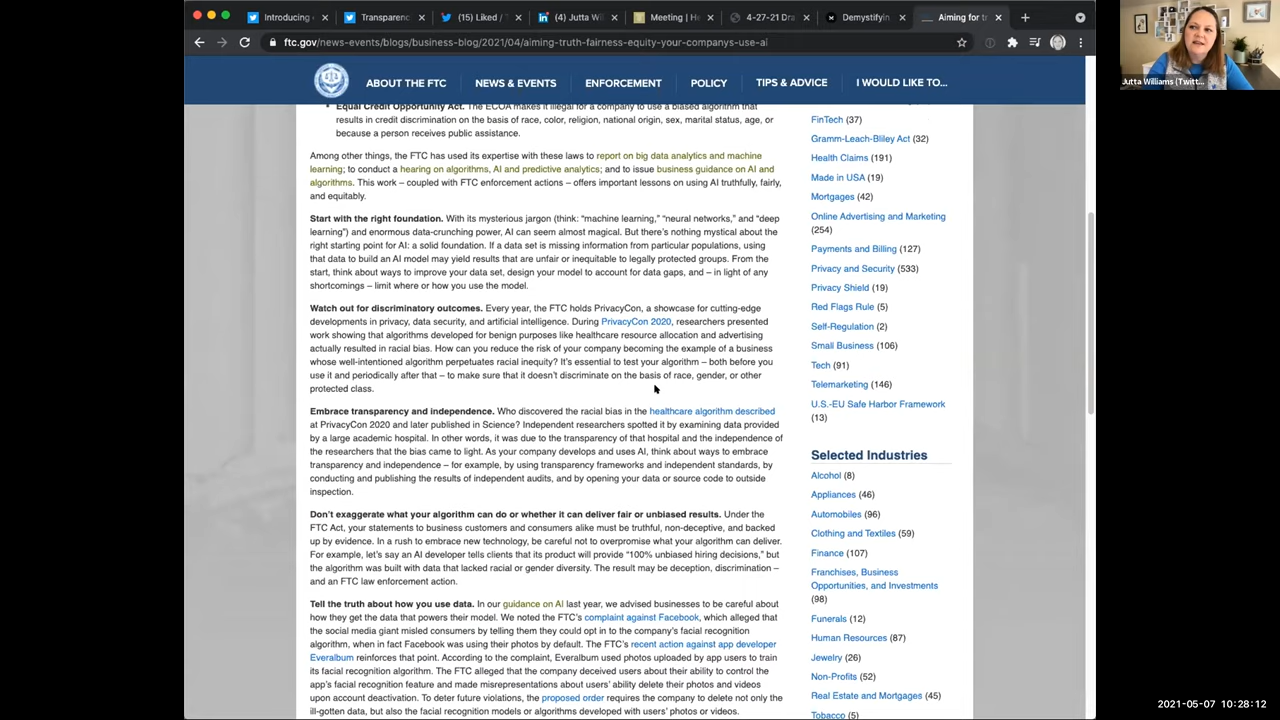 Introducing
Transparenc
(15) Liked / T
(4) Jutta Wil
Meeting | He
4-27-21 Dra
Demystifyin
Aiming for tr
ftc.gov/news-events/blogs/business-blog/2021/04/aiming-truth-fairness-equity-your-companys-use-ai
Jutta Williams (Twitt...
ABOUT THE FTC
NEWS & EVENTS
ENFORCEMENT
POLICY
TIPS & ADVICE
I WOULD LIKE TO...
Equal Credit Opportunity Act. The ECOA makes it illegal for a company to use a biased algorithm that
results in credit discrimination on the basis of race, color, religion, national origin, sex, marital status, age, or
because a person receives public assistance.
Among other things, the FTC has used its expertise with these laws to report on big data analytics and machine
learning; to conduct a hearing on algorithms, AI and predictive analytics; and to issue business guidance on AI and
algorithms. This work – coupled with FTC enforcement actions – offers important lessons on using AI truthfully, fairly,
and equitably.
Start with the right foundation. With its mysterious jargon (think: “machine learning,” “neural networks,” and “deep
learning”) and enormous data-crunching power, AI can seem almost magical. But there’s nothing mystical about the
right starting point for AI: a solid foundation. If a data set is missing information from particular populations, using
that data to build an AI model may yield results that are unfair or inequitable to legally protected groups. From the
start, think about ways to improve your data set, design your model to account for data gaps, and – in light of any
shortcomings – limit where or how you use the model.
Watch out for discriminatory outcomes. Every year, the FTC holds PrivacyCon, a showcase for cutting-edge
developments in privacy, data security, and artificial intelligence. During PrivacyCon 2020, researchers presented
work showing that algorithms developed for benign purposes like healthcare resource allocation and advertising
actually resulted in racial bias. How can you reduce the risk of your company becoming the example of a business
whose well-intentioned algorithm perpetuates racial inequity? It’s essential to test your algorithm – both before you
use it and periodically after that – to make sure that it doesn’t discriminate on the basis of race, gender, or other
protected class.
Embrace transparency and independence. Who discovered the racial bias in the healthcare algorithm described
at PrivacyCon 2020 and later published in Science? Independent researchers spotted it by examining data provided
by a large academic hospital. In other words, it was due to the transparency of that hospital and the independence of
the researchers that the bias came to light. As your company develops and uses AI, think about ways to embrace
transparency and independence – for example, by using transparency frameworks and independent standards, by
conducting and publishing the results of independent audits, and by opening your data or source code to outside
inspection.
Don’t exaggerate what your algorithm can do or whether it can deliver fair or unbiased results. Under the
FTC Act, your statements to business customers and consumers alike must be truthful, non-deceptive, and backed
up by evidence. In a rush to embrace new technology, be careful not to overpromise what your algorithm can deliver.
For example, let’s say an AI developer tells clients that its product will provide “100% unbiased hiring decisions,” but
the algorithm was built with data that lacked racial or gender diversity. The result may be deception, discrimination –
and an FTC law enforcement action.
Tell the truth about how you use data. In our guidance on AI last year, we advised businesses to be careful about
how they get the data that powers their model. We noted the FTC’s complaint against Facebook, which alleged that
the social media giant misled consumers by telling them they could opt in to the company’s facial recognition
algorithm, when in fact Facebook was using their photos by default. The FTC’s recent action against app developer
Everalbum reinforces that point. According to the complaint, Everalbum used photos uploaded by app users to train
its facial recognition algorithm. The FTC alleged that the company deceived users about their ability to control the
app’s facial recognition feature and made misrepresentations about users’ ability delete their photos and videos
upon account deactivation. To deter future violations, the proposed order requires the company to delete not only the
ill-gotten data, but also the facial recognition models or algorithms developed with users’ photos or videos.
FinTech (37)
Gramm-Leach-Bliley Act (32)
Health Claims (191)
Made in USA (19)
Mortgages (42)
Online Advertising and Marketing
(254)
Payments and Billing (127)
Privacy and Security (533)
Privacy Shield (19)
Red Flags Rule (5)
Self-Regulation (2)
Small Business (106)
Tech (91)
Telemarketing (146)
U.S.-EU Safe Harbor Framework
(13)
Selected Industries
Alcohol (8)
Appliances (46)
Automobiles (96)
Clothing and Textiles (59)
Finance (107)
Franchises, Business
Opportunities, and Investments
(98)
Funerals (12)
Human Resources (87)
Jewelry (26)
Non-Profits (52)
Real Estate and Mortgages (45)
Tobacco (5)
2021-05-07 10:28:12